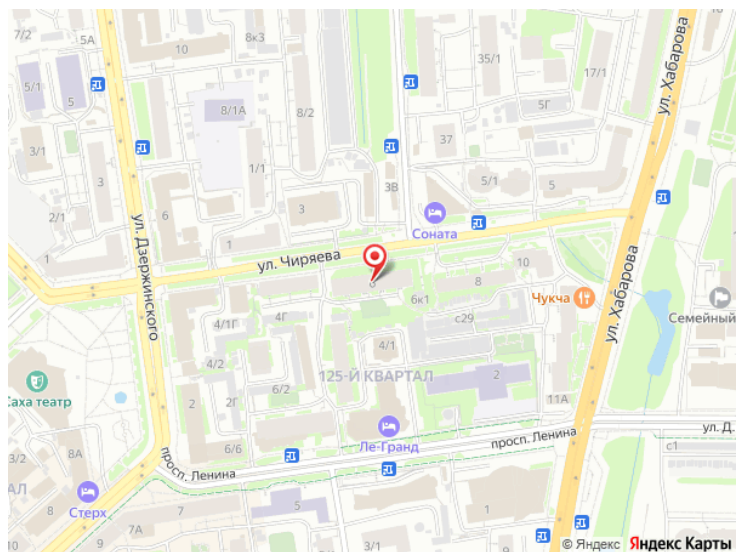 7/2
5А
10
8к3
35/1
17/1
ул. Хабарова
5/1
5
8/1А
8/2
5Г
37
3/1
1/1
3В
3
5/1
5
2/1
6
3
Соната
1
1
ул. Чиряева
10
ул. Дзержинского
6
8
6к1
Чукча
ул. Хабарова
Семейный
4/1Г
4Г
с29
4/2
4/1
125-Й КВАРТАЛ
2
Саха театр
6/2
2
2Г
11А
Ле-Гранд
просп. Ленина
ул. Д.
3/2
8А
6/6
просп. Ленина
с1
АЛ
Стерх
8
7А
7
5
1
10
3/1
1
© Яндекс Яндекс Карты